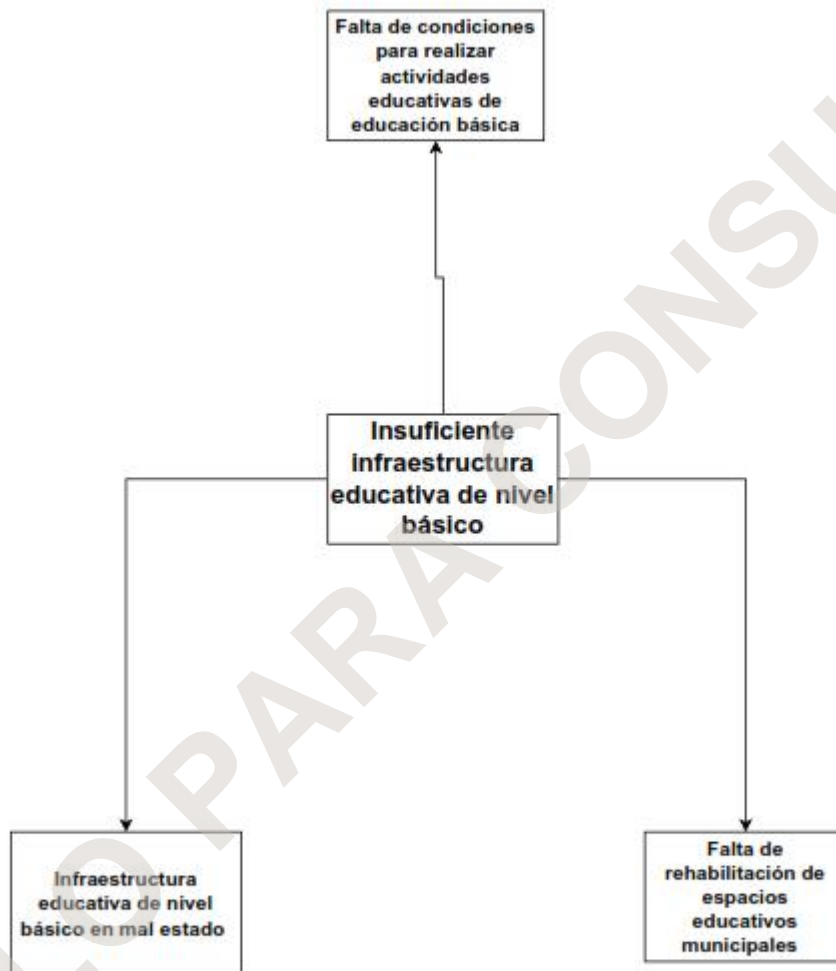 Falta de condiciones
para realizar
actividades
educativas de
educación básica
Insuficiente
infraestructura
educativa de nivel
básico
Infraestructura
educativa de nivel
básico en mal estado
Falta de
rehabilitación de
espacios
educativos
municipales
LO PARA CONSU